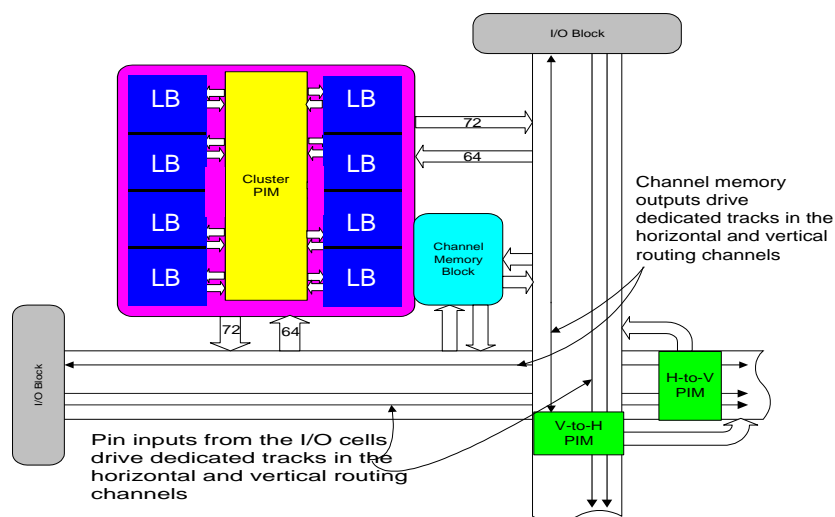 I/O Block
LB
LB
72
LB
LB
64
Cluster
PIM
Channel memory
outputs drive
dedicated tracks in the
horizontal and vertical
routing channels
LB
LB
Channel
Memory
Block
LB
LB
72
64
I/O Block
H-to-V
PIM
V-to-H
PIM
Pin inputs from the I/O cells
drive dedicated tracks in the
horizontal and vertical routing
channels